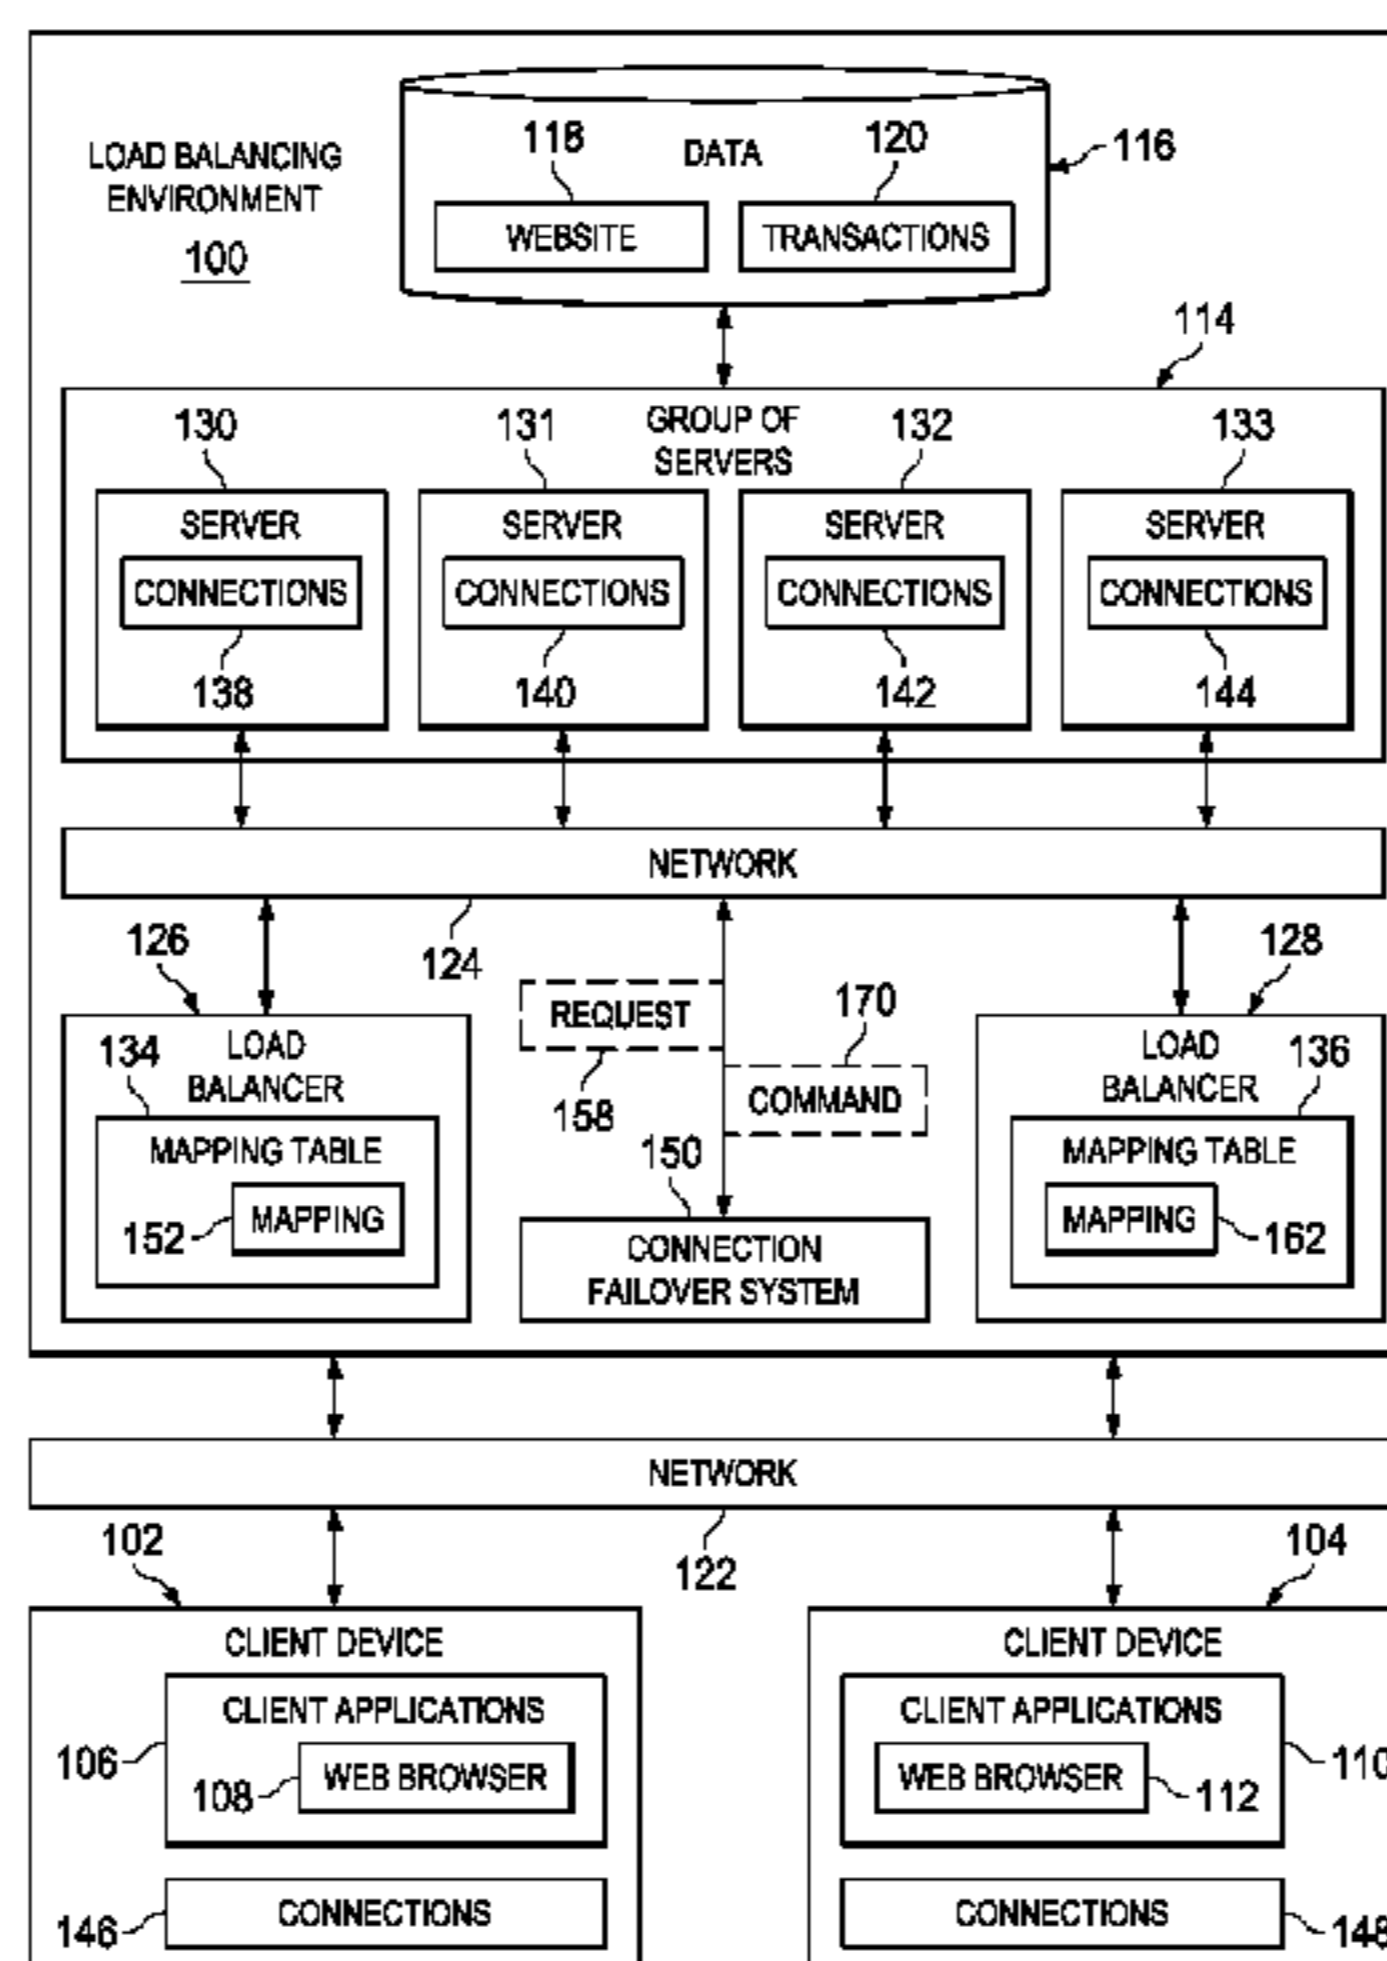 LOAD BALANCING
ENVIRONMENT
100
118
DATA
120
116
WEBSITE
TRANSACTIONS
114
130
131
GROUP OF
SERVERS
132
133
SERVER
SERVER
SERVER
SERVER
CONNECTIONS
CONNECTIONS
CONNECTIONS
CONNECTIONS
138
140
142
144
NETWORK
126
124
128
REQUEST
170
134
LOAD
BALANCER
158
COMMAND
LOAD
BALANCER
136
MAPPING TABLE
150
MAPPING TABLE
152
MAPPING
MAPPING
162
CONNECTION
FAILOVER SYSTEM
NETWORK
102
122
104
CLIENT DEVICE
CLIENT DEVICE
CLIENT APPLICATIONS
CLIENT APPLICATIONS
106
108
WEB BROWSER
WEB BROWSER
112
110
146
CONNECTIONS
CONNECTIONS
148